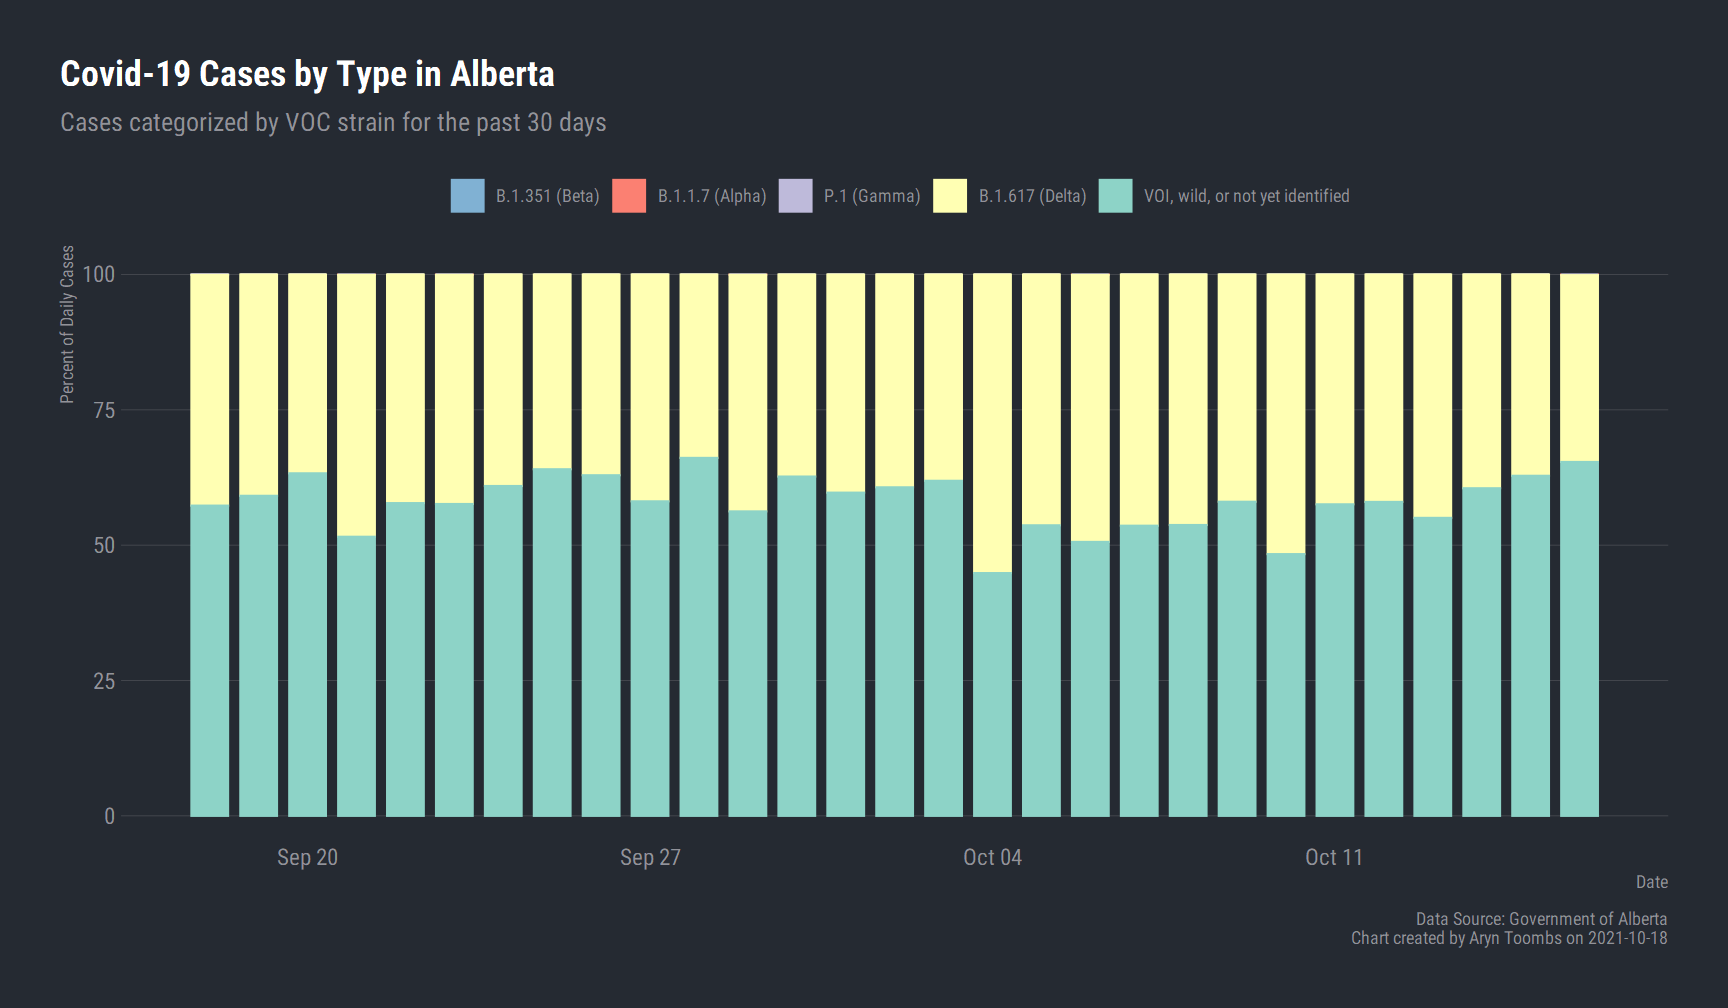 Covid-19 Cases by Type in Alberta
Cases categorized by VOC strain for the past 30 days
B.1.351 (Beta) B.1.1.7 (Alpha) P.1 (Gamma) B.1.617 (Delta) VOI, wild, or not yet identified
Percent of Daily Cases
100
75
50
25
0
Sep 20 Sep 27 Oct 04 Oct 11
Date
Data Source: Government of Alberta
Chart created by Aryn Toombs on 2021-10-18